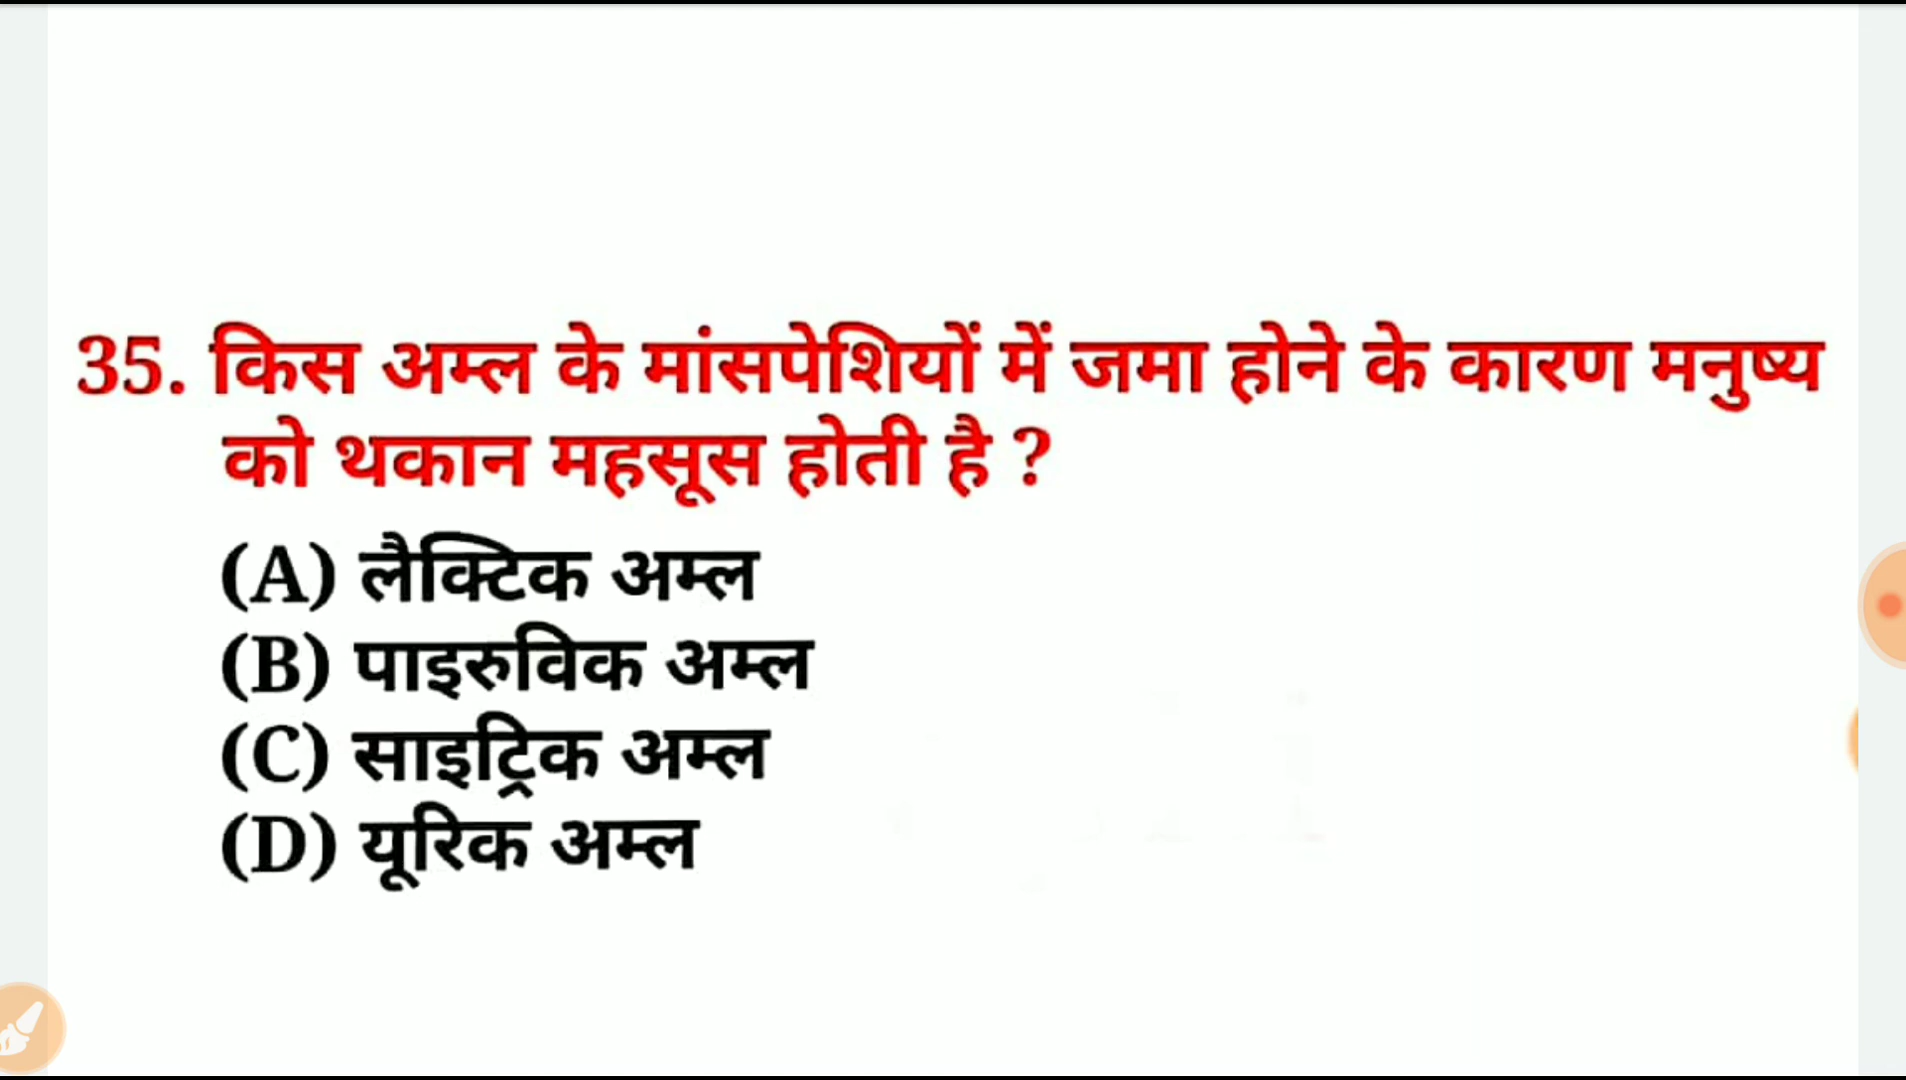 35. किस अम्ल के मांसपेशियों में जमा होने के कारण मनुष्य
को थकान महसूस होती है ?
(A) लैक्टिक अम्ल
(B) पाइरुविक अम्ल
(C) साइट्रिक अम्ल
(D) यूरिक अम्ल